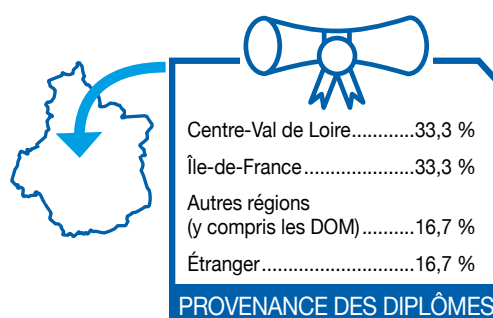 Centre-Val de Loire............33,3 %
Île-de-France......................33,3 %
Autres régions
(y compris les DOM)..........16,7 %
Étranger..............................16,7 %
PROVENANCE DES DIPLÔMES